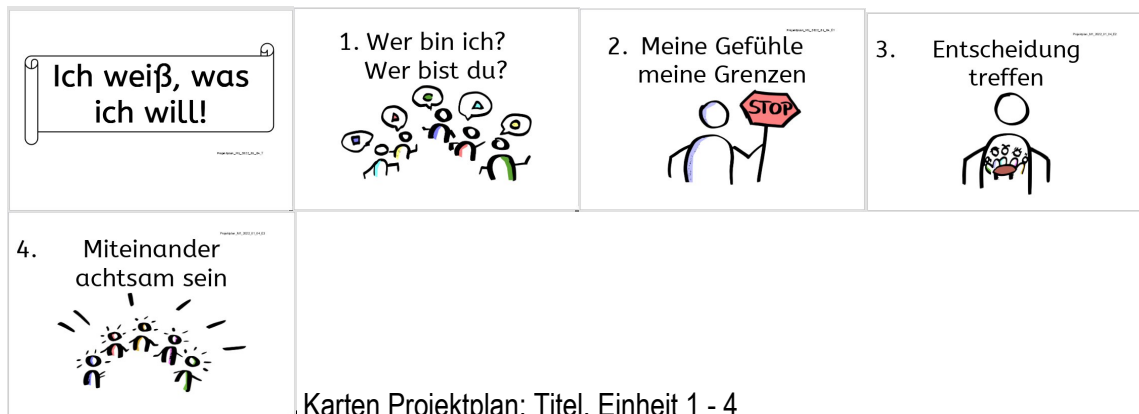 Ich weiß, was
ich will!
1. Wer bin ich?
Wer bist du?
2. Meine Gefühle
meine Grenzen
STOP
3. Entscheidung
treffen
4. Miteinander
achtsam sein
Karten Projektplan: Titel, Einheit 1 - 4